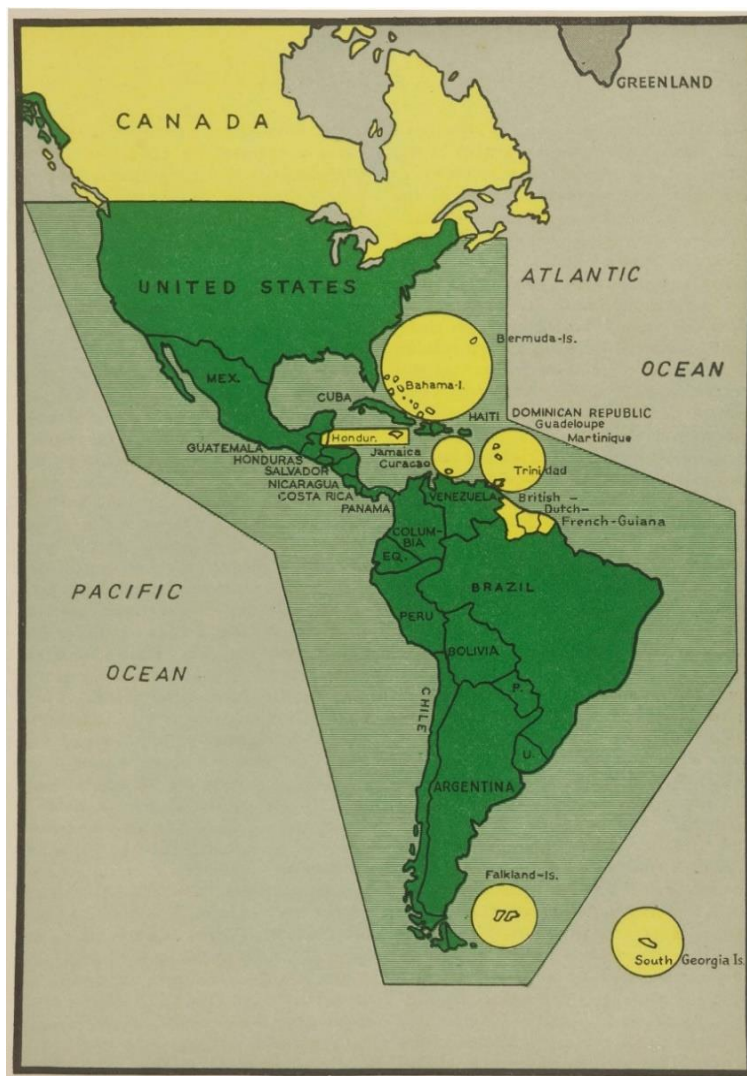 GREENLAND
CANADA
ATLANTIC
OCEAN
UNITED STATES
Bermuda-Is.
MEX.
Bahama-I.
CUBA
HAITI
DOMINICAN REPUBLIC
Guadeloupe
Martinique
Hondur.
GUATEMALA
HONDURAS
SALVADOR
NICARAGUA
COSTA RICA
PANAMA
Jamaica
Curacao
Trinidad
VENEZUELA
British –
Dutch–
French-Guiana
COLUM-
BIA
EQ.
PACIFIC
OCEAN
BRAZIL
PERU
BOLIVIA
P.
CHILE
U.
ARGENTINA
Falkland-Is.
South Georgia Is.